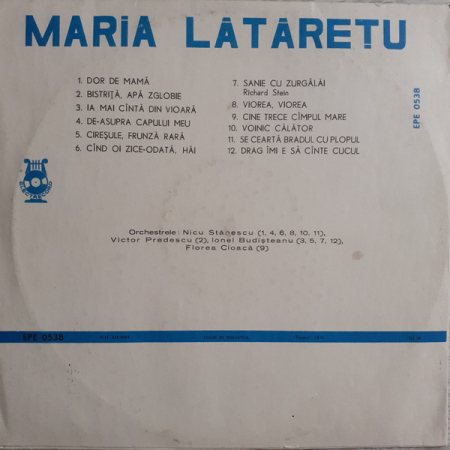 MARIA LĂTĂREȚU
1. DOR DE MAMĂ
2. BISTRIȚĂ, APĂ ZGLOBIE
3. IA MAI CÎNTĂ DIN VIOARĂ
4. DE-ASUPRA CAPULUI MEU
5. CIREȘULE, FRUNZĂ RARĂ
6. CÎND OI ZICE-ODATĂ, HĂI
7. SANIE CU ZURGĂLĂI
Richard Stein
8. VIOREA, VIOREA
9. CINE TRECE CÎMPUL MARE
10. VOINIC CĂLĂTOR
11. SE CEARTĂ BRADUL CU PLOPUL
12. DRAG ÎMI E SĂ CÎNTE CUCUL
EPE 0538
ELECTRECORD
Orchestrele: Nicu Stănescu (1, 4, 6, 8, 10, 11),
Victor Predescu (2), Ionel Budișteanu (3, 5, 7, 12),
Florea Cioacă (9)
EPE 0538